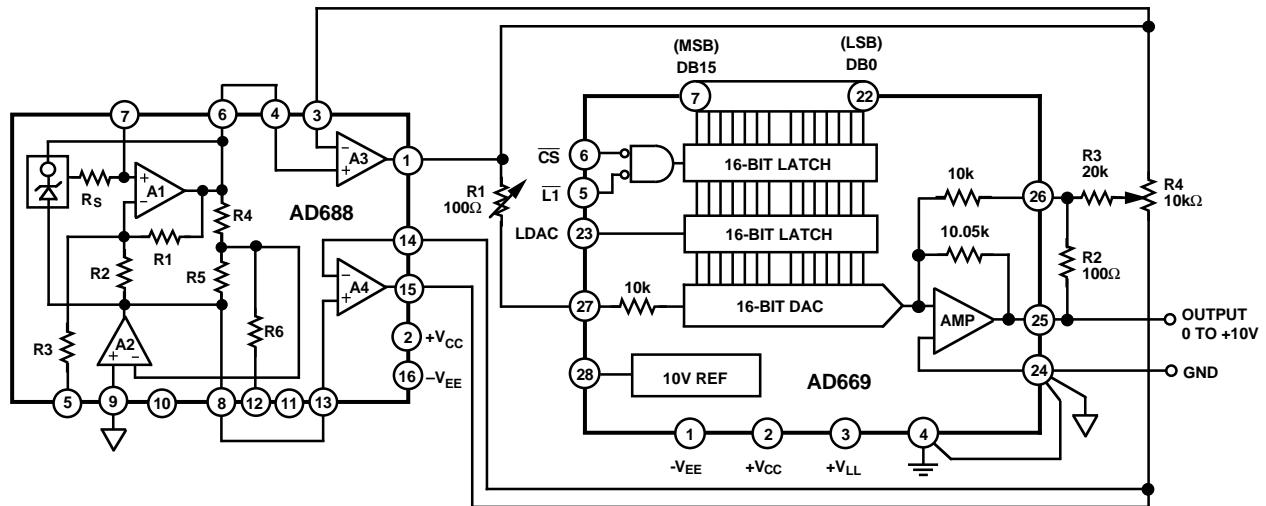 (MSB)
DB15
(LSB)
DB0
7
6
4
3
7
22
A3
−
+
1
RS
A1
+
−
R4
AD688
R1
100Ω
6
CS
5
L1
LDAC
23
16-BIT LATCH
16-BIT LATCH
10k
26
R3
20k
R4
10kΩ
10.05k
R2
100Ω
R1
R2
R5
14
A4
−
+
15
27
10k
16-BIT DAC
AMP
25
OUTPUT
0 TO +10V
R3
A2
+
−
R6
2
+VCC
16
−VEE
28
10V REF
AD669
24
GND
5
9
10
8
12
11
13
1
2
3
4
-VEE
+VCC
+VLL